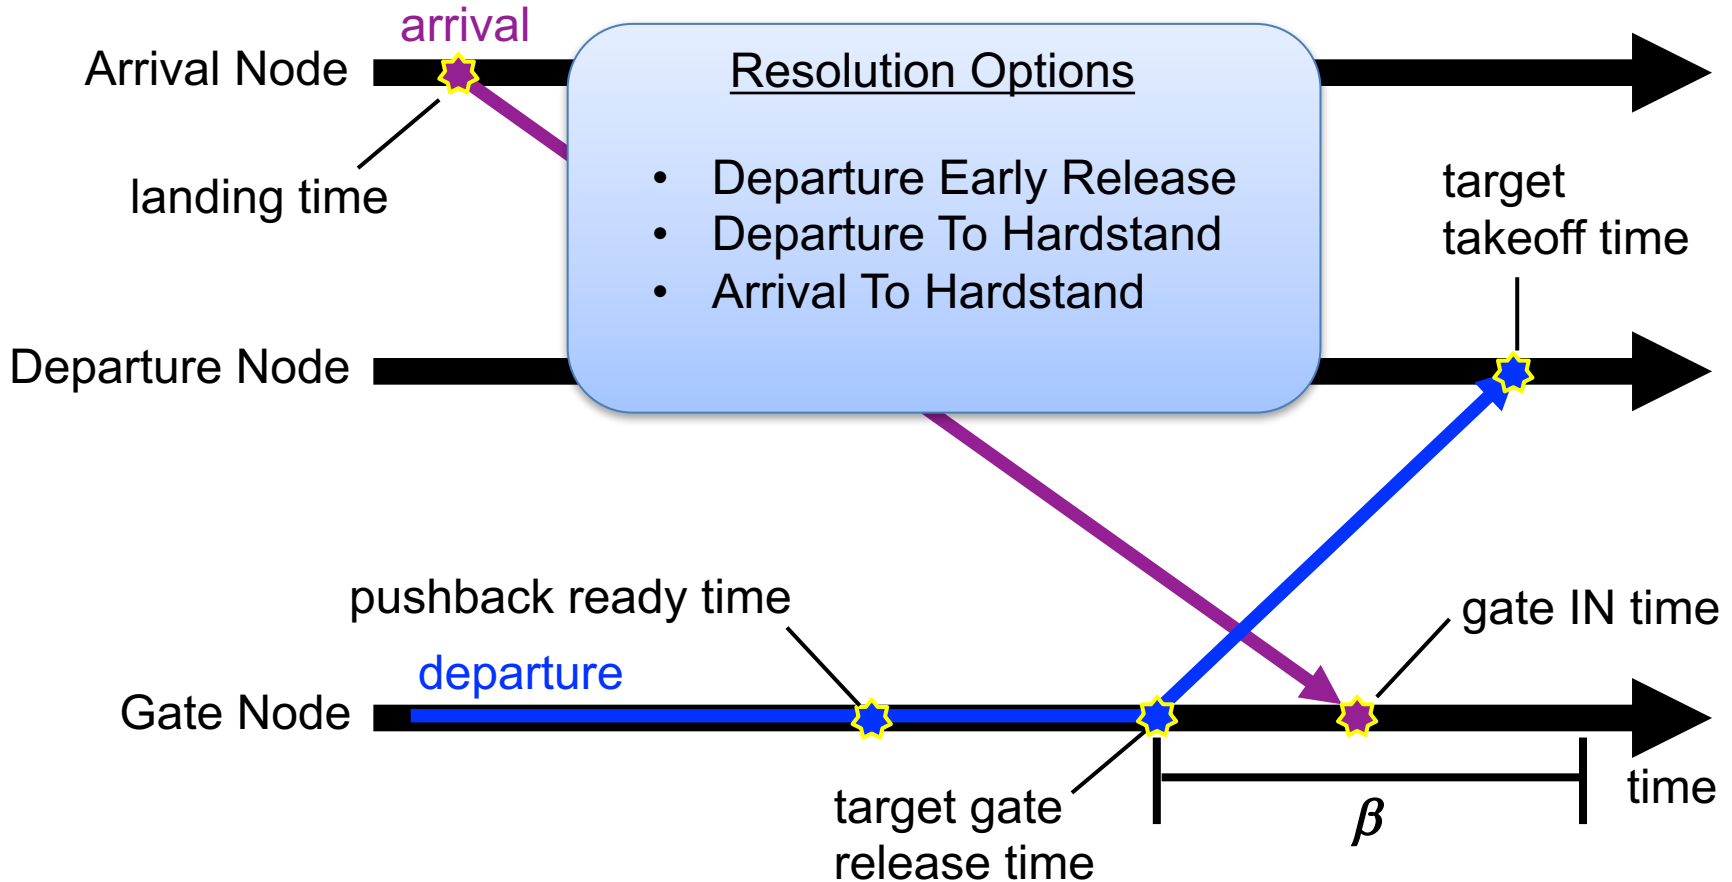 arrival
Arrival Node
landing time
Resolution Options
• Departure Early Release
• Departure To Hardstand
• Arrival To Hardstand
target
takeoff time
Departure Node
pushback ready time
gate IN time
departure
Gate Node
time
target gate
release time
β